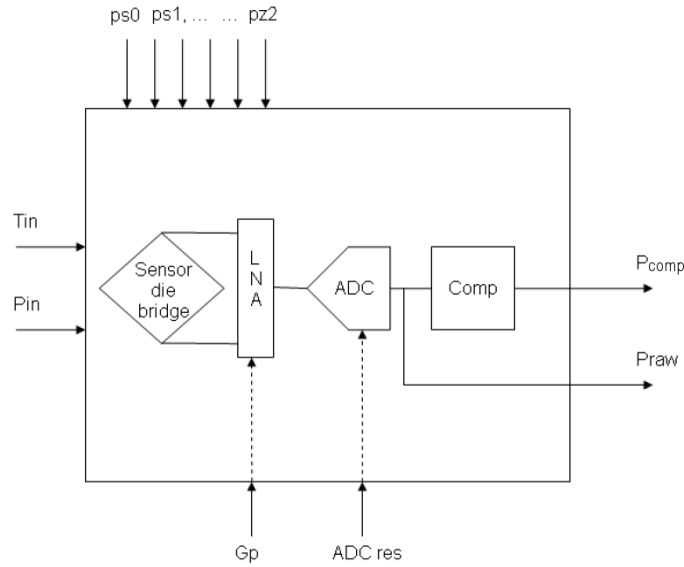 ps0 ps1, ... ... pz2
Tin
Pin
Sensor
die
bridge
L
N
A
ADC
Comp
Pcomp
Praw
Gp
ADC res